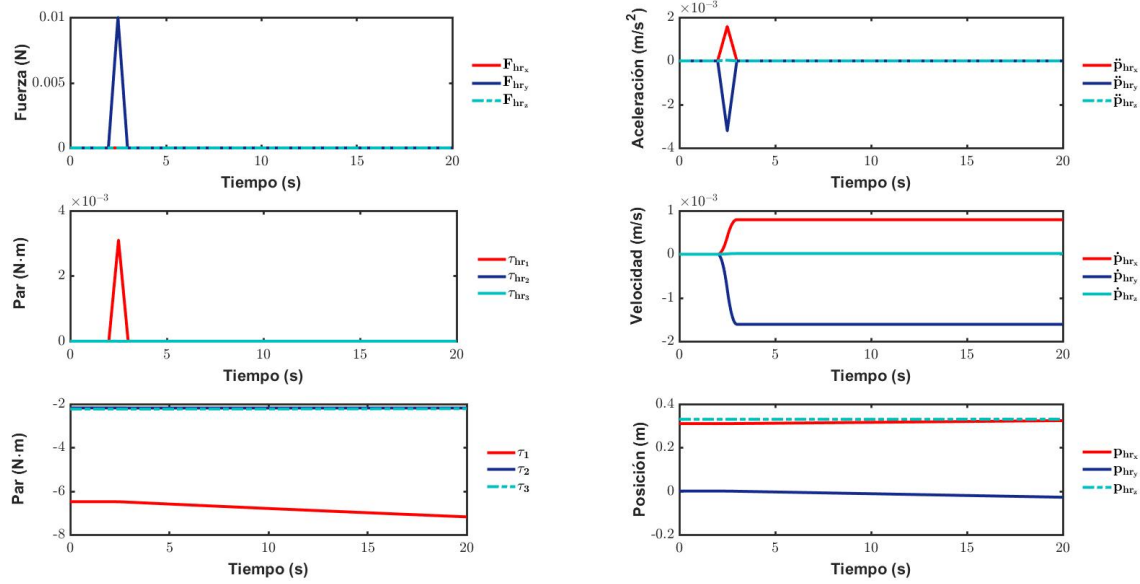 0.01
0.005
0
Fuerza (N)
0 5 10 15 20
Tiempo (s)
F_hr_x
F_hr_y
F_hr_z
×10⁻³
2
0
-2
-4
Aceleración (m/s²)
0 5 10 15 20
Tiempo (s)
p̈_hr_x
p̈_hr_y
p̈_hr_z
×10⁻³
4
2
0
Par (N·m)
0 5 10 15 20
Tiempo (s)
τ_hr_1
τ_hr_2
τ_hr_3
×10⁻³
1
0
-1
-2
Velocidad (m/s)
0 5 10 15 20
Tiempo (s)
ṗ_hr_x
ṗ_hr_y
ṗ_hr_z
-2
-4
-6
-8
Par (N·m)
0 5 10 15 20
Tiempo (s)
τ_1
τ_2
τ_3
0.4
0.2
0
-0.2
Posición (m)
0 5 10 15 20
Tiempo (s)
p_hr_x
p_hr_y
p_hr_z